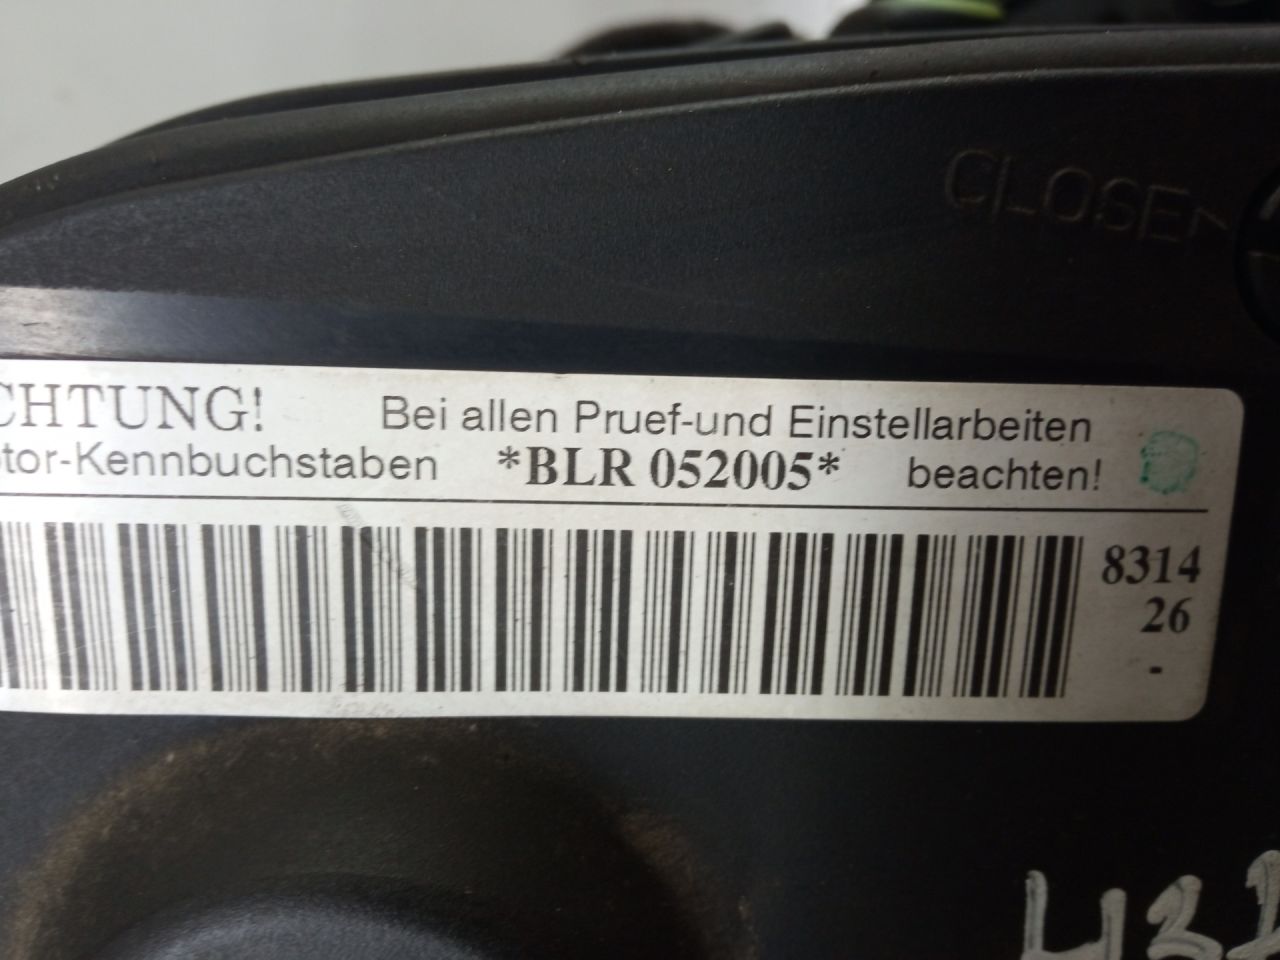 CLOSE
CHTUNG! Bei allen Pruef-und Einstellarbeiten
tor-Kennbuchstaben *BLR 052005* beachten!
8314
26
-